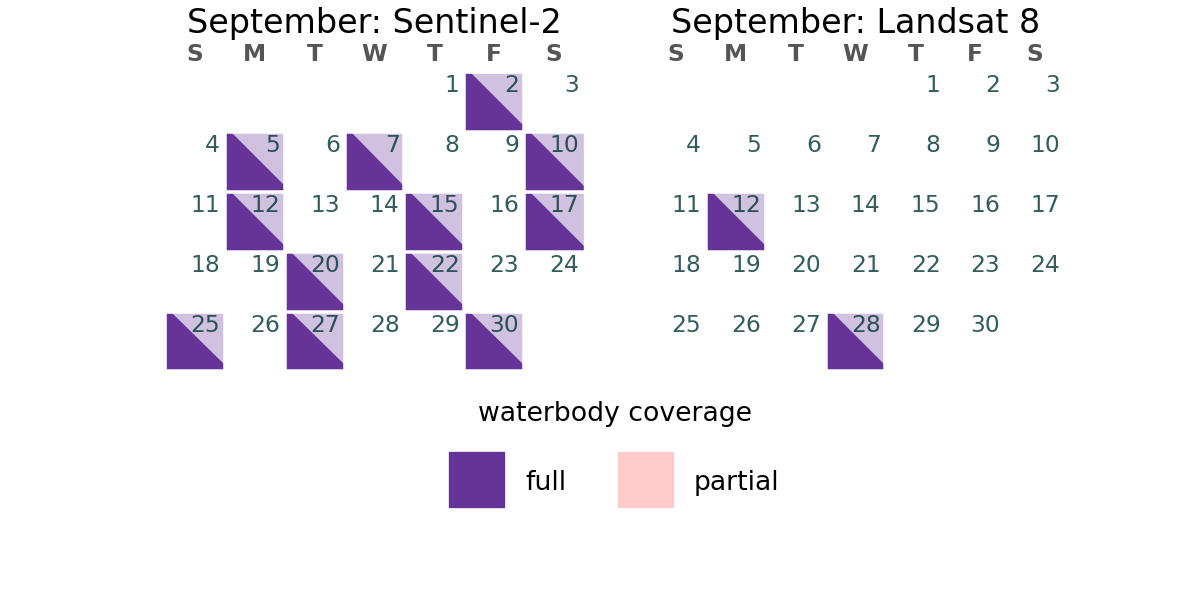 September: Sentinel-2
S M T W T F S
1 2 3
4 5 6 7 8 9 10
11 12 13 14 15 16 17
18 19 20 21 22 23 24
25 26 27 28 29 30
September: Landsat 8
S M T W T F S
1 2 3
4 5 6 7 8 9 10
11 12 13 14 15 16 17
18 19 20 21 22 23 24
25 26 27 28 29 30
waterbody coverage
full partial